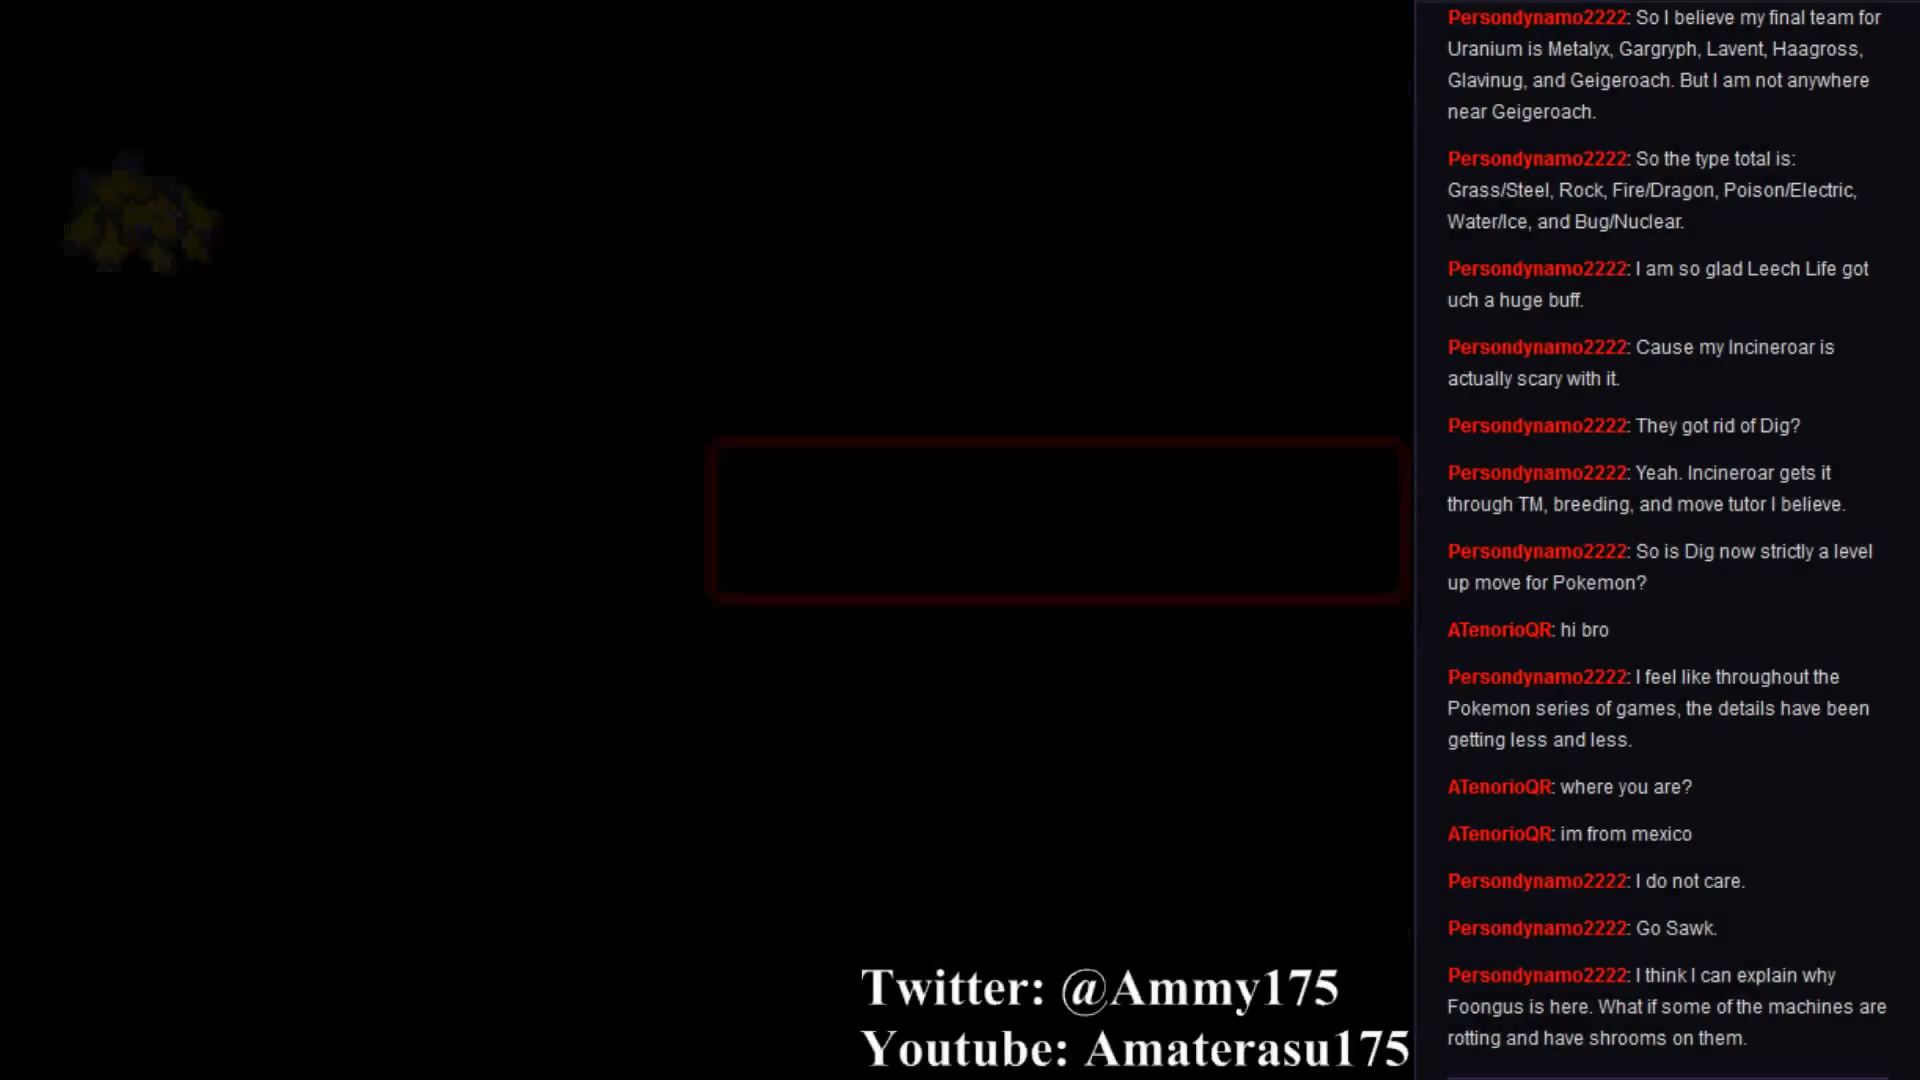 Persondynamo2222: So I believe my final team for
Uranium is Metalyx, Gargryph, Lavent, Haagross,
Glavinug, and Geigeroach. But I am not anywhere
near Geigeroach.
Persondynamo2222: So the type total is:
Grass/Steel, Rock, Fire/Dragon, Poison/Electric,
Water/Ice, and Bug/Nuclear.
Persondynamo2222: I am so glad Leech Life got
uch a huge buff.
Persondynamo2222: Cause my Incineroar is
actually scary with it.
Persondynamo2222: They got rid of Dig?
Persondynamo2222: Yeah. Incineroar gets it
through TM, breeding, and move tutor I believe.
Persondynamo2222: So is Dig now strictly a level
up move for Pokemon?
ATenorioQR: hi bro
Persondynamo2222: I feel like throughout the
Pokemon series of games, the details have been
getting less and less.
ATenorioQR: where you are?
ATenorioQR: im from mexico
Persondynamo2222: I do not care.
Persondynamo2222: Go Sawk.
Persondynamo2222: I think I can explain why
Foongus is here. What if some of the machines are
rotting and have shrooms on them.
Twitter: @Ammy175
Youtube: Amaterasu175